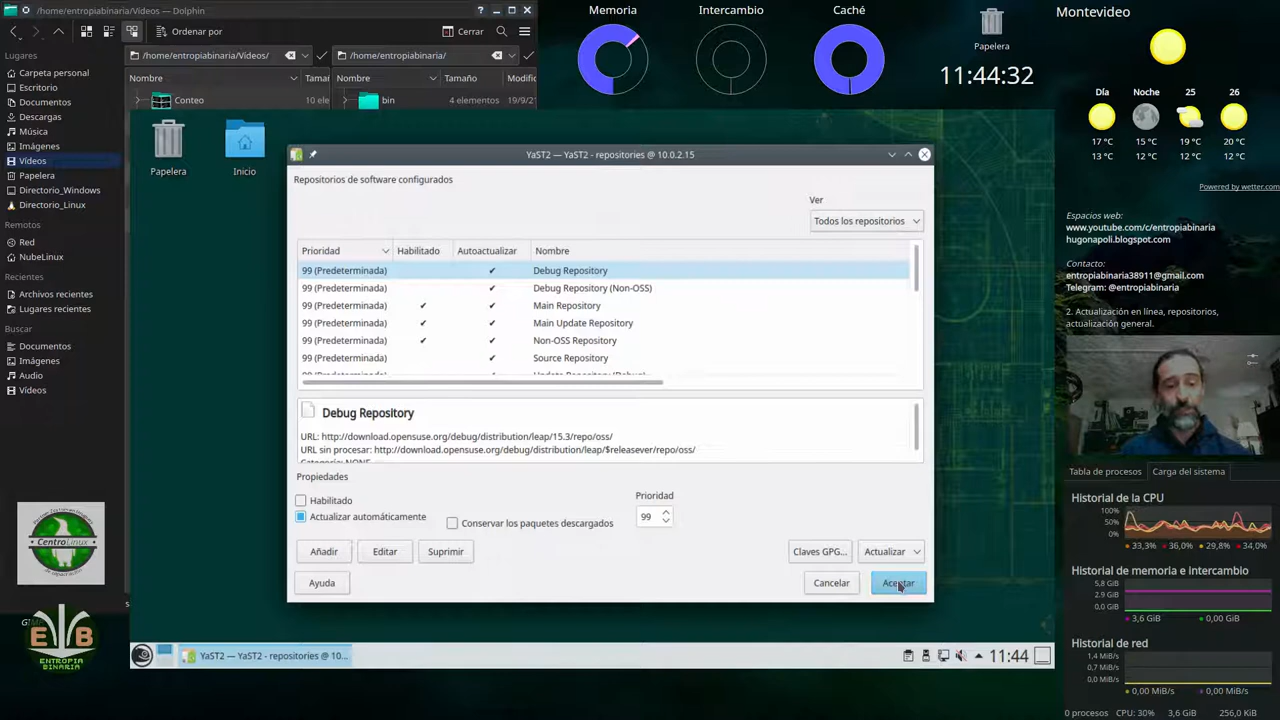 /home/entropiabinaria/Vídeos — Dolphin
Ordenar por
Cerrar
Lugares
Carpeta personal
Escritorio
Documentos
Descargas
Música
Imágenes
Vídeos
Papelera
Directorio_Windows
Directorio_Linux
Remotos
Red
NubeLinux
Recientes
Archivos recientes
Lugares recientes
Buscar
Documentos
Imágenes
Audio
Vídeos
/home/entropiabinaria/Vídeos/
/home/entropiabinaria/
Nombre
Nombre
Tamaño
Conteo
10 ele
bin
4 elementos
19/9/21
Memoria
Intercambio
Caché
Papelera
11:44:32
Montevideo
Día
Noche
25
26
17 °C
15 °C
19 °C
20 °C
13 °C
12 °C
12 °C
12 °C
Powered by wetter.com
Espacios web:
www.youtube.com/c/entropiabinaria
hugonapoli.blogspot.com
Contacto:
entropiabinaria38911@gmail.com
Telegram: @entropiabinaria
2. Actualización en línea, repositorios,
actualización general.
Papelera
Inicio
YaST2 — YaST2 - repositories @ 10.0.2.15
Repositorios de software configurados
Ver
Todos los repositorios
Prioridad
Habilitado
Autoactualizar
Nombre
99 (Predeterminada) ✔ Debug Repository
99 (Predeterminada) ✔ Debug Repository (Non-OSS)
99 (Predeterminada) ✔ ✔ Main Repository
99 (Predeterminada) ✔ ✔ Main Update Repository
99 (Predeterminada) ✔ ✔ Non-OSS Repository
99 (Predeterminada) ✔ Source Repository
Debug Repository
URL: http://download.opensuse.org/debug/distribution/leap/15.3/repo/oss/
URL sin procesar: http://download.opensuse.org/debug/distribution/leap/$releasever/repo/oss/
Propiedades
Habilitado
Actualizar automáticamente
Conservar los paquetes descargados
Prioridad
99
Añadir
Editar
Suprimir
Claves GPG...
Actualizar
Ayuda
Cancelar
Aceptar
YaST2 — YaST2 - repositories @ 10...
11:44
CentroLinux
E B
ENTROPIA
BINARIA
Tabla de procesos
Carga del sistema
Historial de la CPU
100%
50%
0%
33,3%
36,0%
29,8%
34,0%
Historial de memoria e intercambio
5,8 GiB
2.9 GiB
0,0 GiB
3,6 GiB
0,00 GiB
Historial de red
1,4 MiB/s
0,7 MiB/s
0,0 MiB/s
0,00 MiB/s
0,00 MiB/s
0 procesos
CPU: 30%
3,6 GiB
256,0 KiB